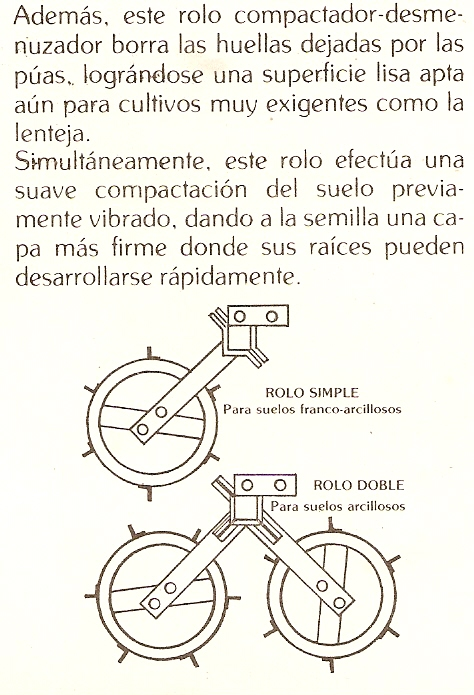 Además, este rolo compactador-desme-
nuzador borra las huellas dejadas por las
púas, lográndose una superficie lisa apta
aún para cultivos muy exigentes como la
lenteja.
Simultáneamente, este rolo efectúa una
suave compactación del suelo previa-
mente vibrado, dando a la semilla una ca-
pa más firme donde sus raíces pueden
desarrollarse rápidamente.
ROLO SIMPLE
Para suelos franco-arcillosos
ROLO DOBLE
Para suelos arcillosos